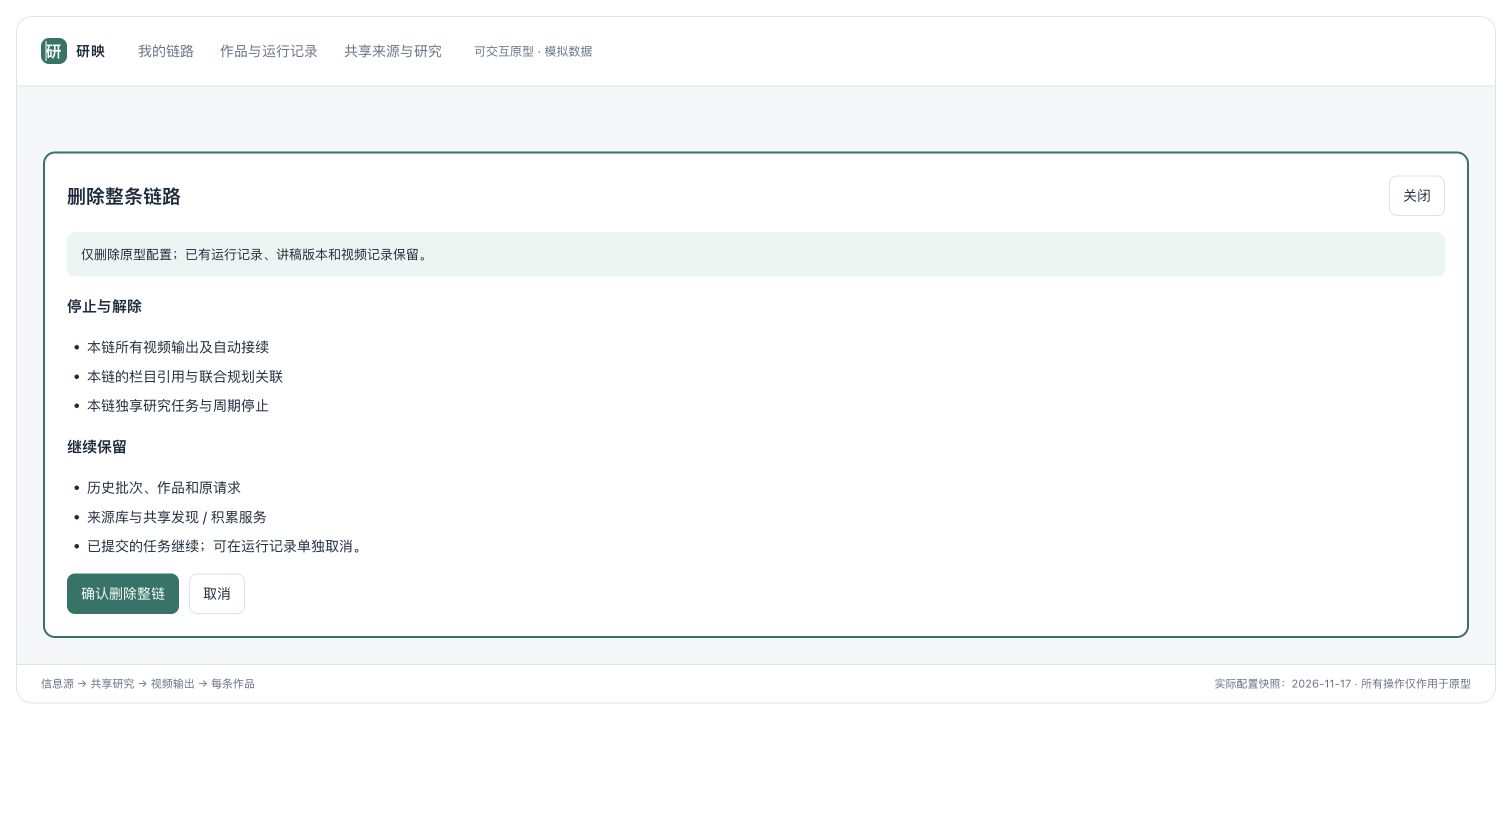 研 研映 我的链路 作品与运行记录 共享来源与研究 可交互原型 · 模拟数据
删除整条链路 关闭
仅删除原型配置；已有运行记录、讲稿版本和视频记录保留。
停止与解除
• 本链所有视频输出及自动接续
• 本链的栏目引用与联合规划关联
• 本链独享研究任务与周期停止
继续保留
• 历史批次、作品和原请求
• 来源库与共享发现 / 积累服务
• 已提交的任务继续；可在运行记录单独取消。
确认删除整链 取消
信息源 → 共享研究 → 视频输出 → 每条作品 实际配置快照：2026-11-17 · 所有操作仅作用于原型